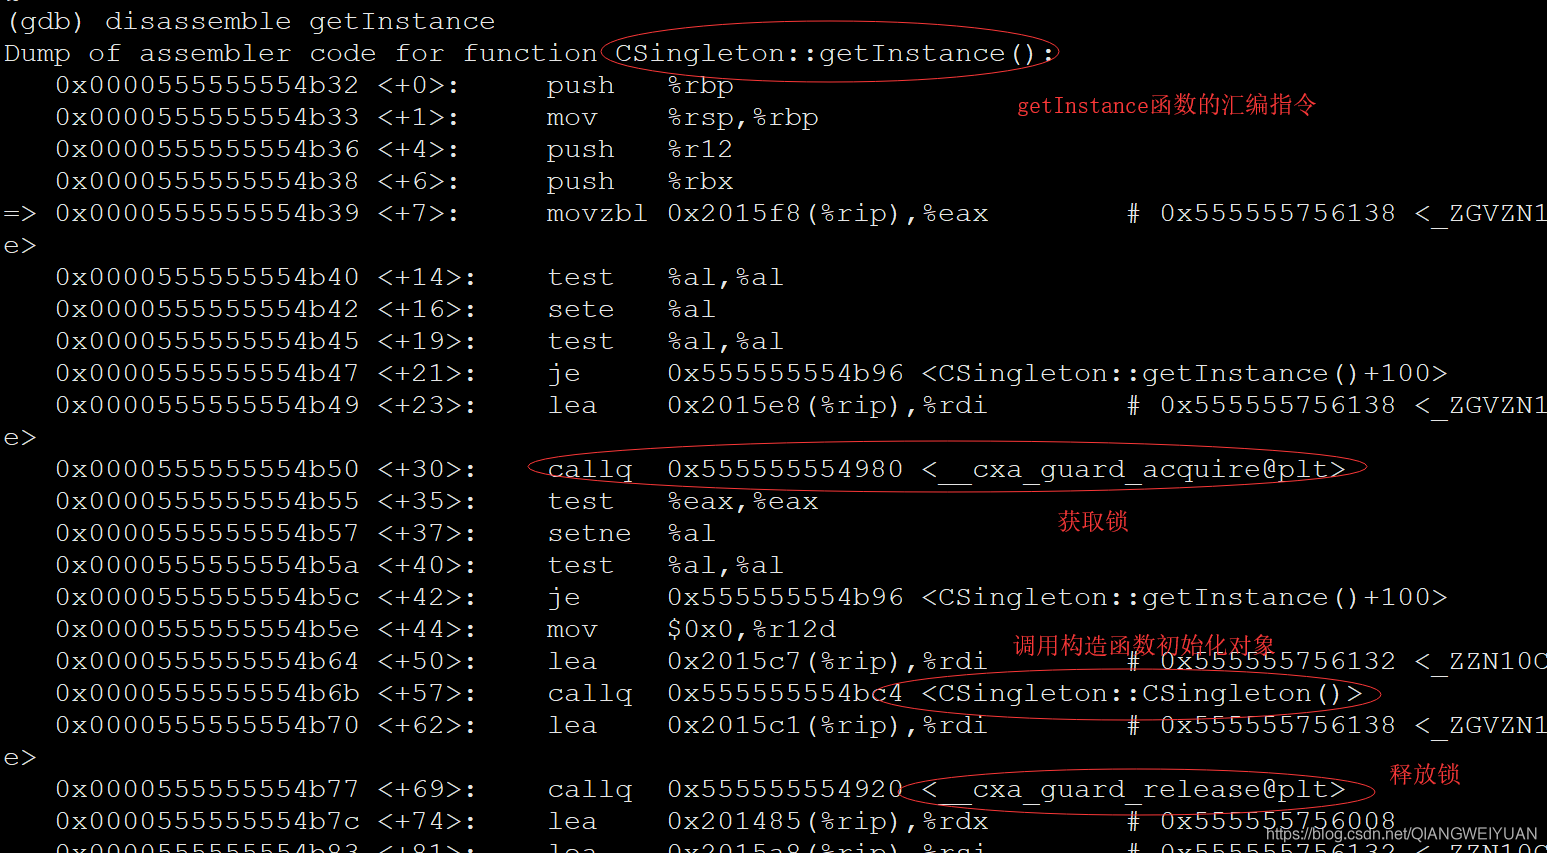 (gdb) disassemble getInstance
Dump of assembler code for function CSingleton::getInstance():
0x0000555555554b32 <+0>: push %rbp
getInstance函数的汇编指令
0x0000555555554b33 <+1>: mov %rsp,%rbp
0x0000555555554b36 <+4>: push %r12
0x0000555555554b38 <+6>: push %rbx
=> 0x0000555555554b39 <+7>: movzbl 0x2015f8(%rip),%eax # 0x555555756138 <_ZGVZN1
e>
0x0000555555554b40 <+14>: test %al,%al
0x0000555555554b42 <+16>: sete %al
0x0000555555554b45 <+19>: test %al,%al
0x0000555555554b47 <+21>: je 0x555555554b96 <CSingleton::getInstance()+100>
0x0000555555554b49 <+23>: lea 0x2015e8(%rip),%rdi # 0x555555756138 <_ZGVZN1
e>
0x0000555555554b50 <+30>: callq 0x555555554980 <__cxa_guard_acquire@plt>
0x0000555555554b55 <+35>: test %eax,%eax
获取锁
0x0000555555554b57 <+37>: setne %al
0x0000555555554b5a <+40>: test %al,%al
0x0000555555554b5c <+42>: je 0x555555554b96 <CSingleton::getInstance()+100>
0x0000555555554b5e <+44>: mov $0x0,%r12d
调用构造函数初始化对象
0x0000555555554b64 <+50>: lea 0x2015c7(%rip),%rdi # 0x555555756132 <_ZZN10C
0x0000555555554b6b <+57>: callq 0x555555554bc4 <CSingleton::CSingleton()>
0x0000555555554b70 <+62>: lea 0x2015c1(%rip),%rdi # 0x555555756138 <_ZGVZN1
e>
释放锁
0x0000555555554b77 <+69>: callq 0x555555554920 <__cxa_guard_release@plt>
0x0000555555554b7c <+74>: lea 0x201485(%rip),%rdx # 0x555555756008
https://blog.csdn.net/QIANGWEIYUAN